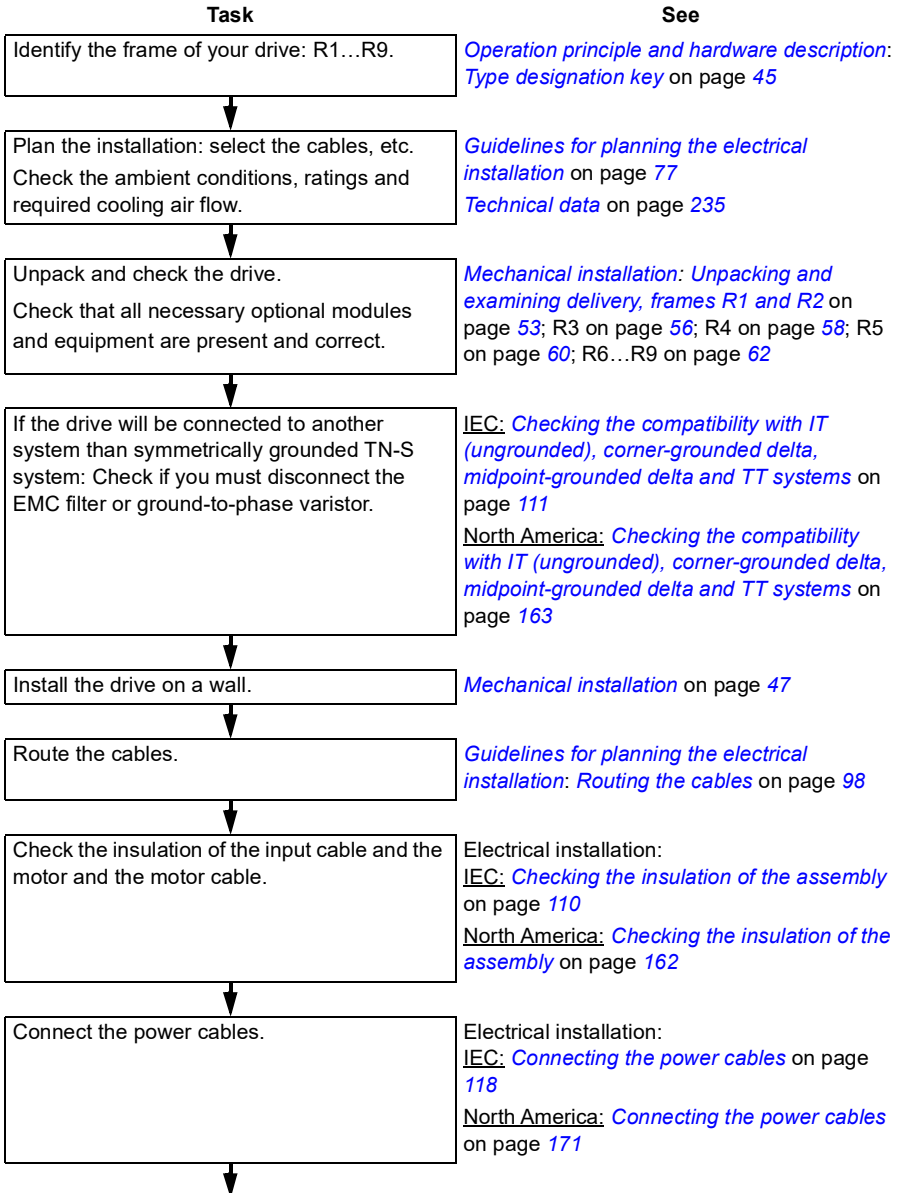 Task
See
Identify the frame of your drive: R1…R9.
Operation principle and hardware description:
Type designation key on page 45
Plan the installation: select the cables, etc.
Check the ambient conditions, ratings and
required cooling air flow.
Guidelines for planning the electrical
installation on page 77
Technical data on page 235
Unpack and check the drive.
Check that all necessary optional modules
and equipment are present and correct.
Mechanical installation: Unpacking and
examining delivery, frames R1 and R2 on
page 53; R3 on page 56; R4 on page 58; R5
on page 60; R6…R9 on page 62
If the drive will be connected to another
system than symmetrically grounded TN-S
system: Check if you must disconnect the
EMC filter or ground-to-phase varistor.
IEC: Checking the compatibility with IT
(ungrounded), corner-grounded delta,
midpoint-grounded delta and TT systems on
page 111
North America: Checking the compatibility
with IT (ungrounded), corner-grounded delta,
midpoint-grounded delta and TT systems on
page 163
Install the drive on a wall.
Mechanical installation on page 47
Route the cables.
Guidelines for planning the electrical
installation: Routing the cables on page 98
Check the insulation of the input cable and the
motor and the motor cable.
Electrical installation:
IEC: Checking the insulation of the assembly
on page 110
North America: Checking the insulation of the
assembly on page 162
Connect the power cables.
Electrical installation:
IEC: Connecting the power cables on page
118
North America: Connecting the power cables
on page 171